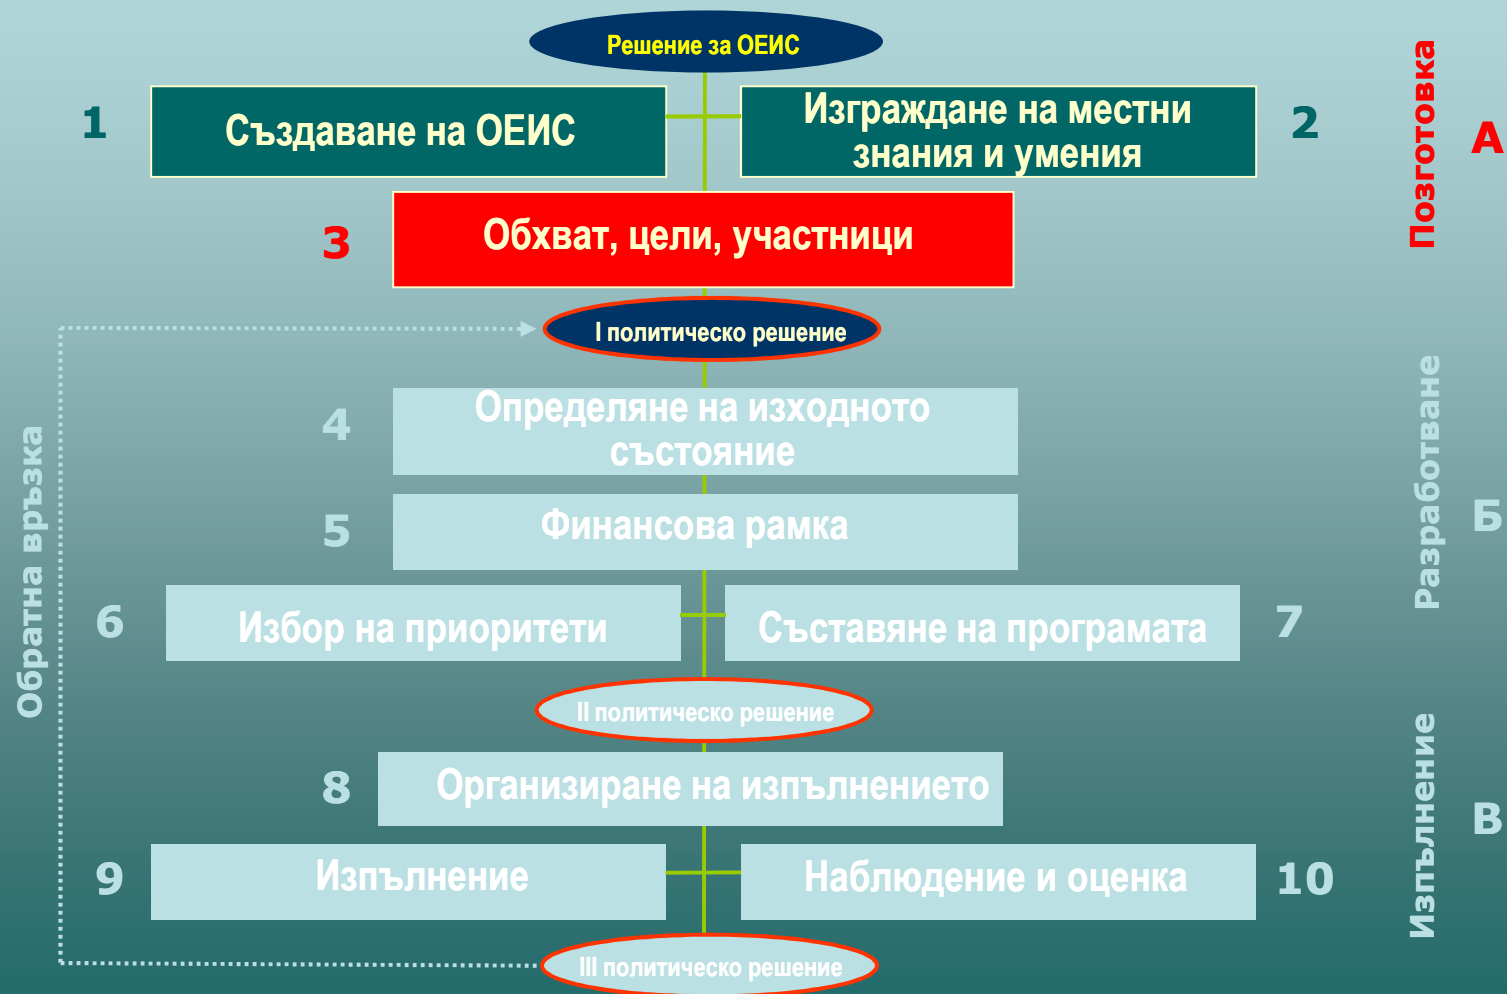 Решение за ОЕИС
1
Създаване на ОЕИС
Изграждане на местни
знания и умения
2
Позготовка
А
3
Обхват, цели, участници
I политическо решение
4
Определяне на изходното
състояние
5
Финансова рамка
Разработване
Б
Обратна връзка
6
Избор на приоритети
Съставяне на програмата
7
II политическо решение
8
Организиране на изпълнението
Изпълнение
В
9
Изпълнение
Наблюдение и оценка
10
III политическо решение